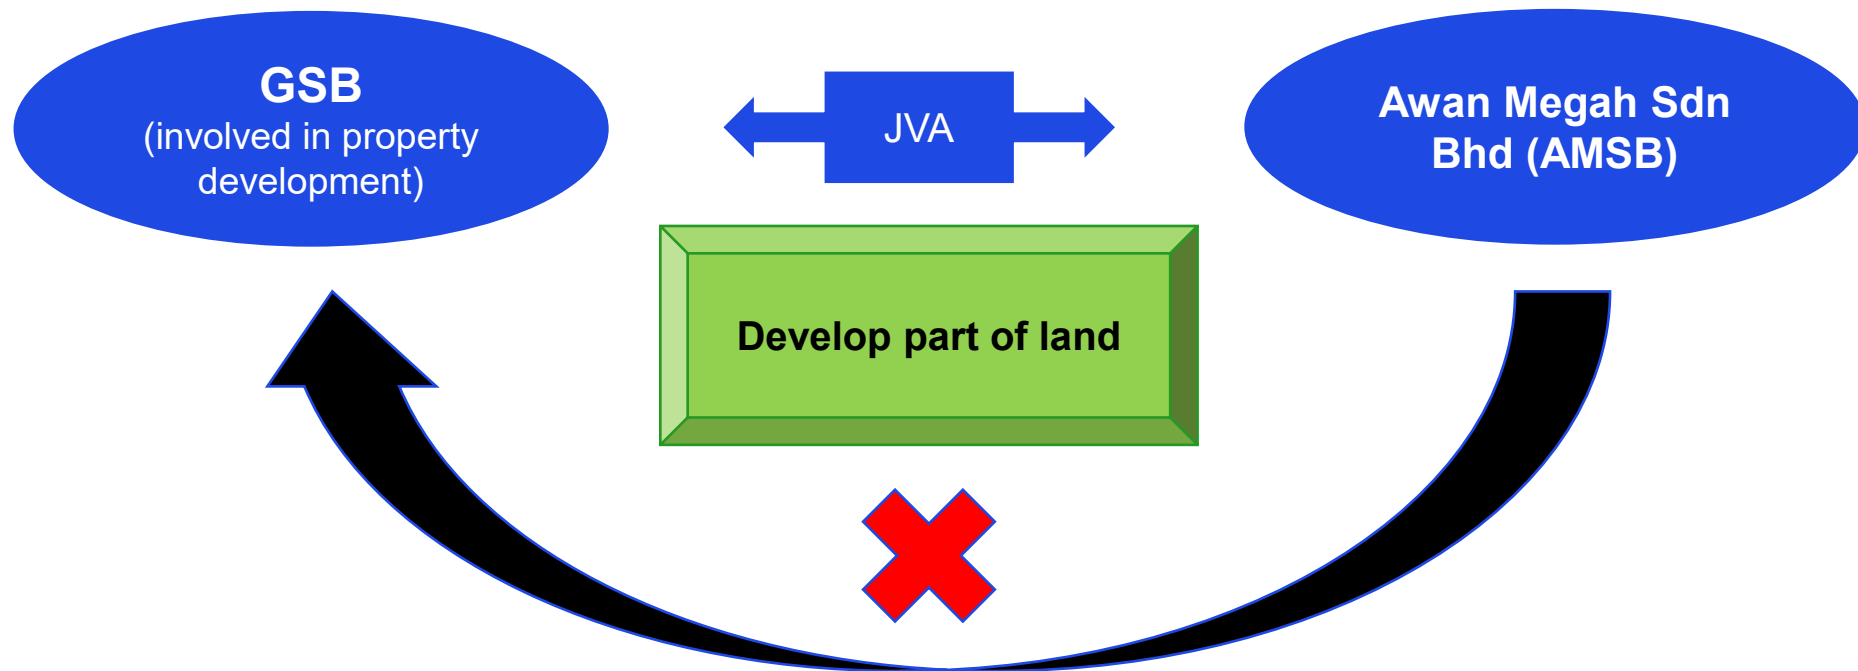 GSB
(involved in property
development)
JVA
Awan Megah Sdn
Bhd (AMSB)
Develop part of land